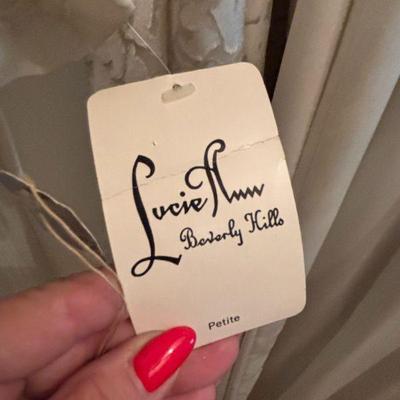 Lucie Ann
Beverly Hills
Petite